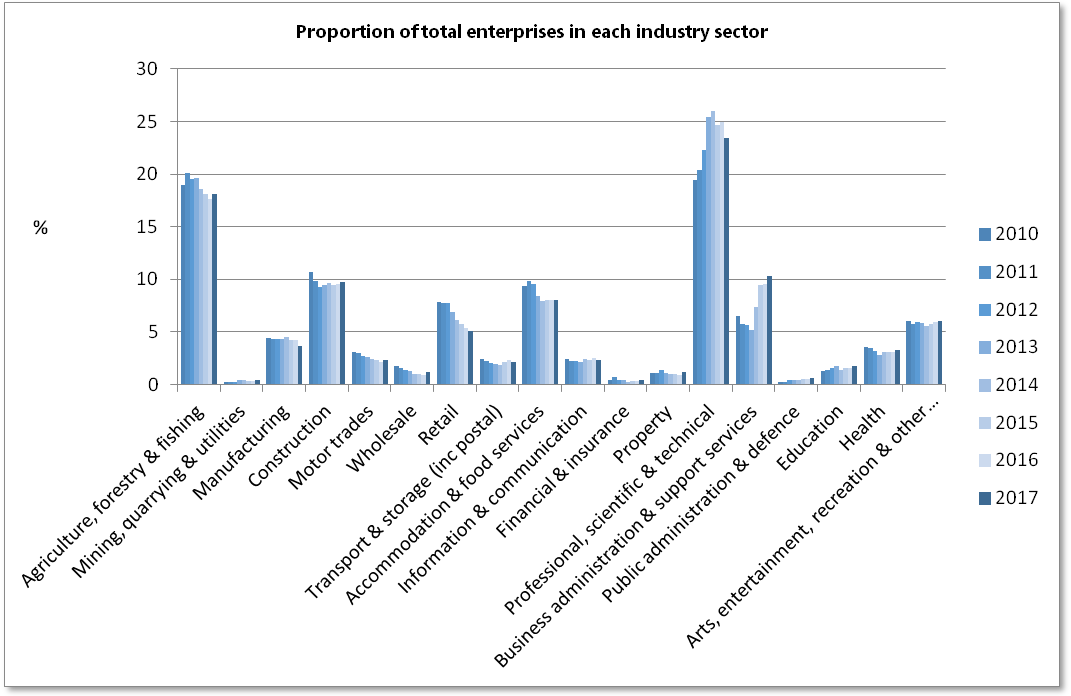 Proportion of total enterprises in each industry sector
30
25
20
15
10
5
0
%
Agriculture, forestry & fishing
Mining, quarrying & utilities
Manufacturing
Construction
Motor trades
Wholesale
Retail
Transport & storage (inc postal)
Accommodation & food services
Information & communication
Financial & insurance
Property
Professional, scientific & technical
Business administration & support services
Public administration & defence
Education
Health
Arts, entertainment, recreation & other...
2010
2011
2012
2013
2014
2015
2016
2017